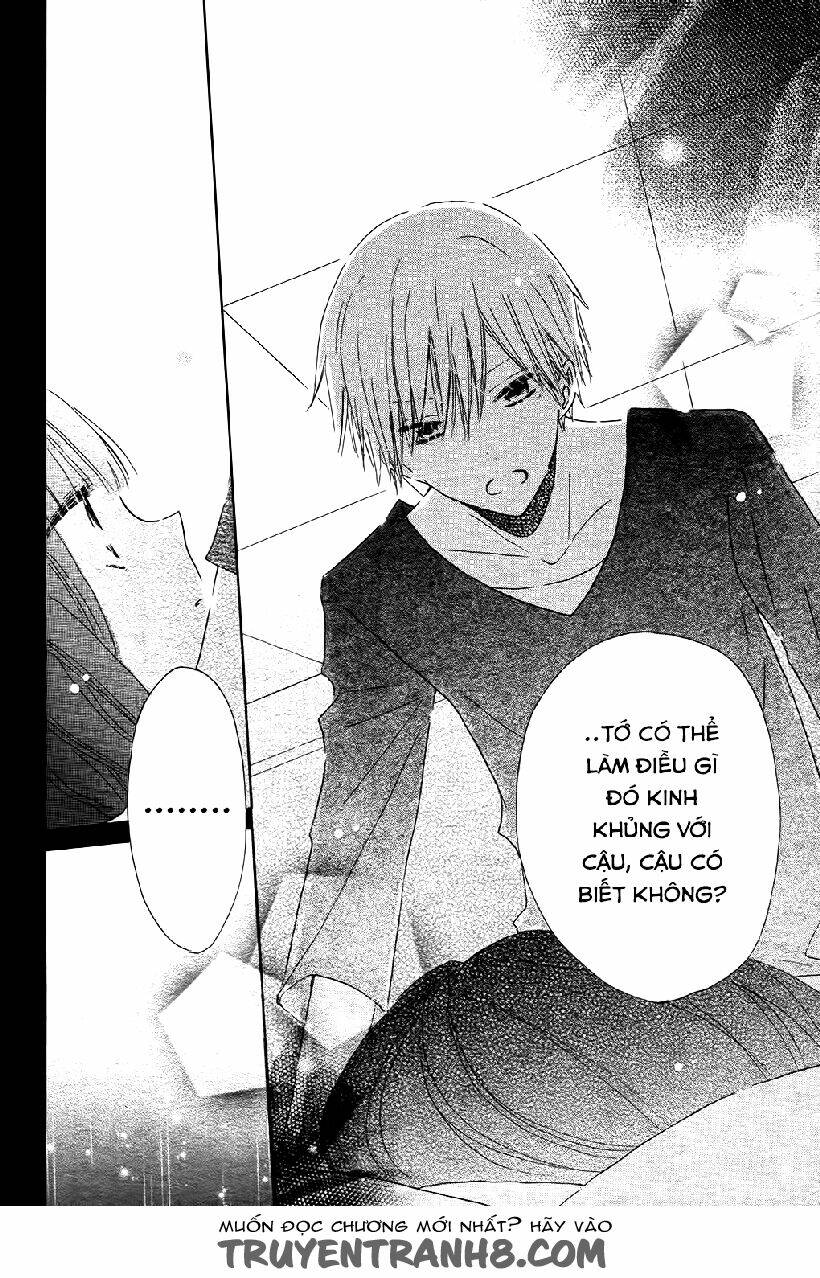 ..TỚ CÓ THỂ
LÀM ĐIỀU GÌ
ĐÓ KINH
KHỦNG VỚI
CẬU, CẬU CÓ
BIẾT KHÔNG?
........
MUỐN ĐỌC CHƯƠNG MỚI NHẤT? HÃY VÀO
TRUYENTRANH8.COM